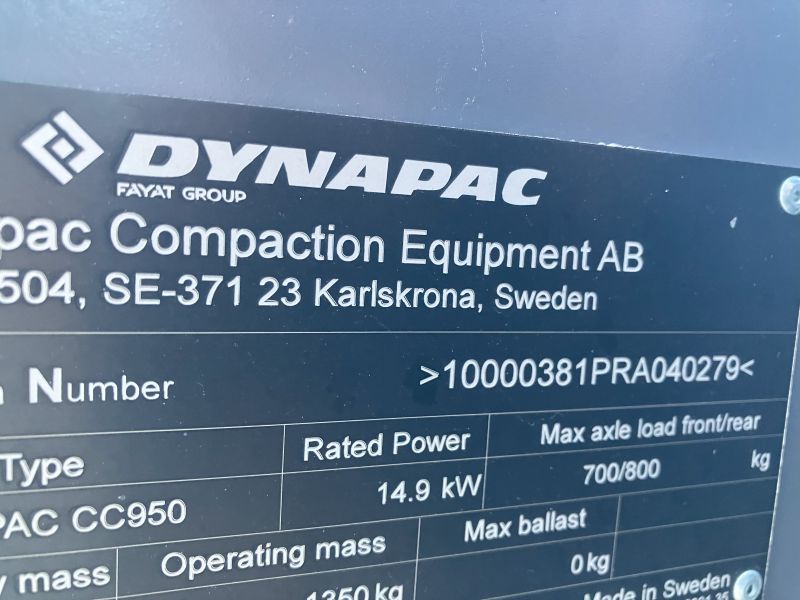 DYNAPAC
FAYAT GROUP
pac Compaction Equipment AB
504, SE-371 23 Karlskrona, Sweden
Number >10000381PRA040279<
Type Rated Power Max axle load front/rear
PAC CC950 14.9 kW 700/800 kg
mass Operating mass Max ballast
1350kg 0kg
Made in Sweden